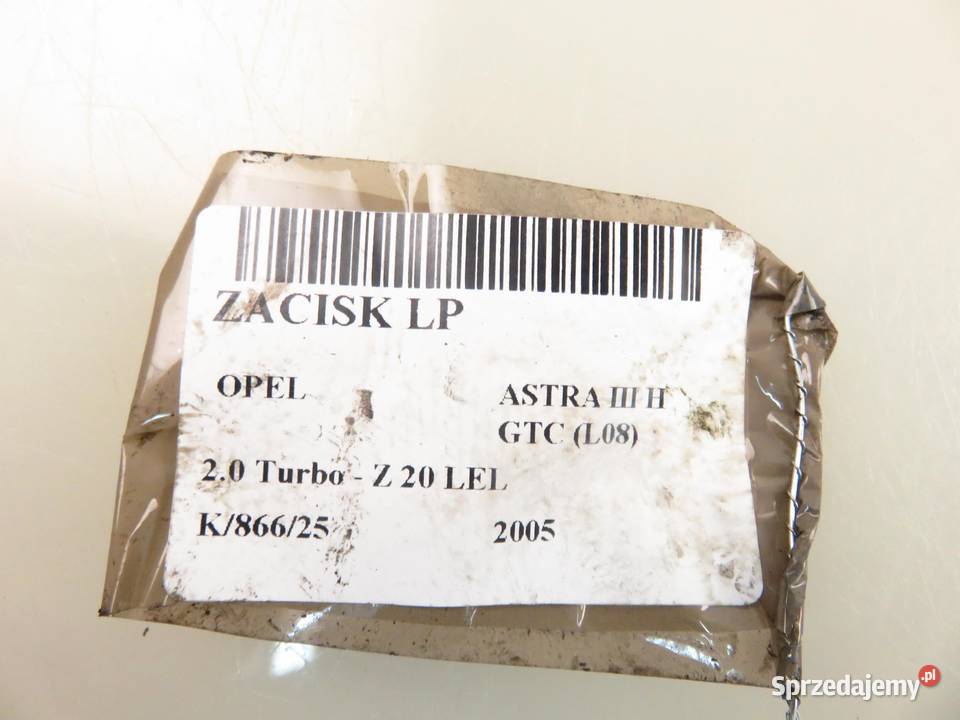 ZACISK LP
OPEL
ASTRA III H
GTC (L08)
2.0 Turbo - Z 20 LEL
K/866/25
2005
Sprzedajemy.pl